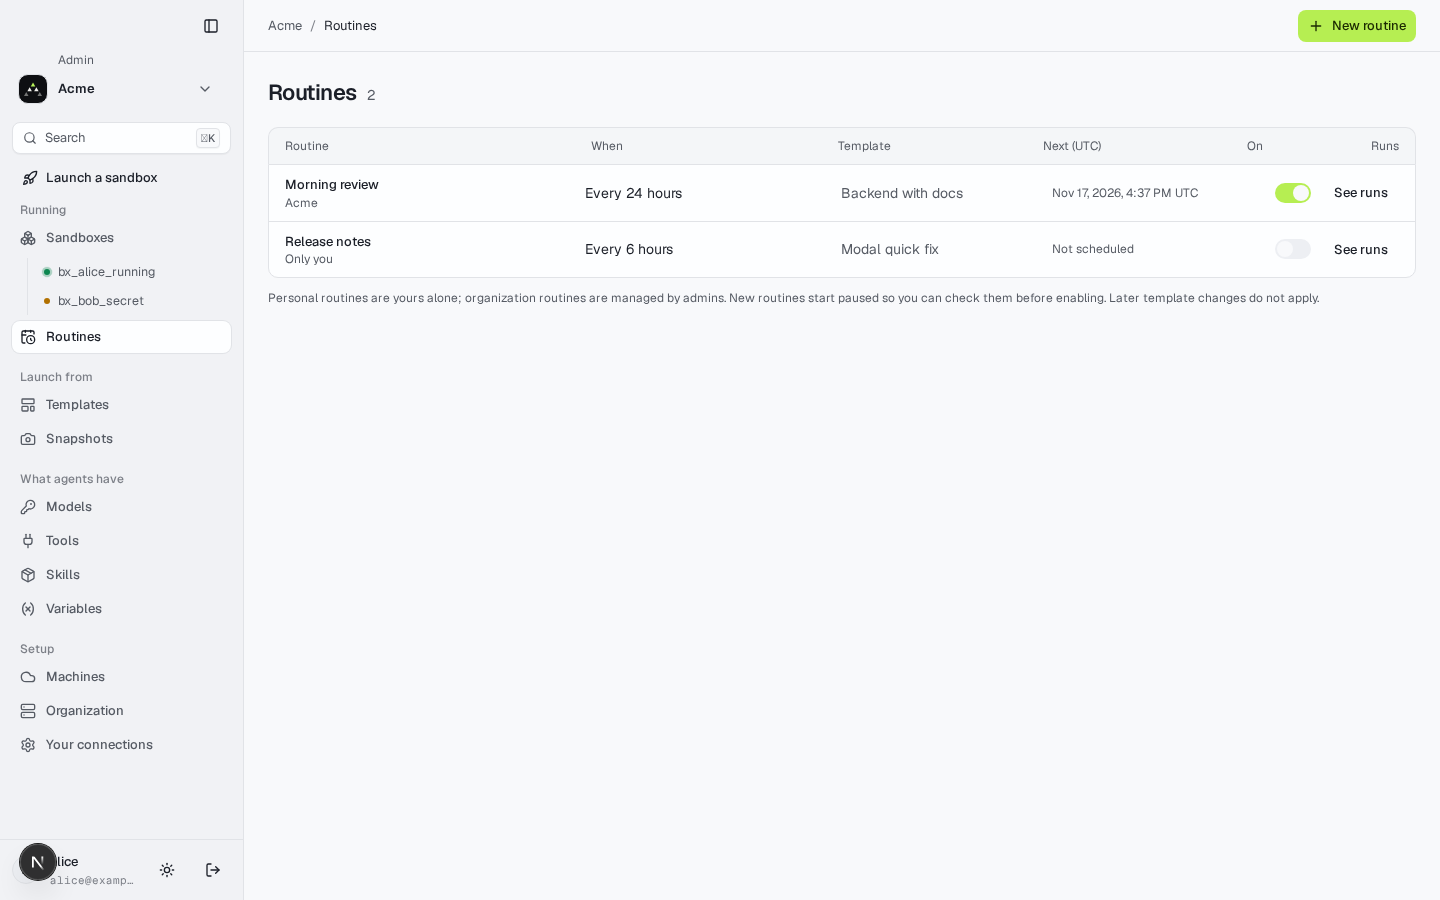 Admin
Acme
Search
K
Launch a sandbox
Running
Sandboxes
bx_alice_running
bx_bob_secret
Routines
Launch from
Templates
Snapshots
What agents have
Models
Tools
Skills
Variables
Setup
Machines
Organization
Your connections
N
lice
alice@examp…
Acme / Routines
New routine
Routines 2
Routine When Template Next (UTC) On Runs
Morning review
Acme
Every 24 hours Backend with docs Nov 17, 2026, 4:37 PM UTC See runs
Release notes
Only you
Every 6 hours Modal quick fix Not scheduled See runs
Personal routines are yours alone; organization routines are managed by admins. New routines start paused so you can check them before enabling. Later template changes do not apply.